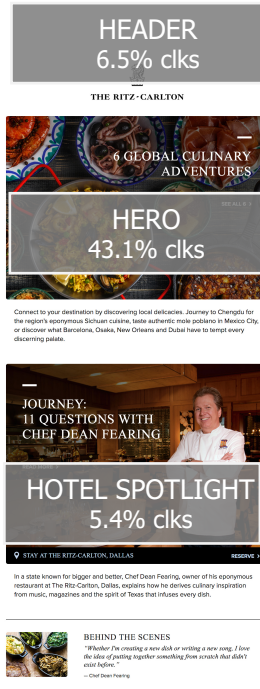 HEADER
6.5% clks
THE RITZ-CARLTON
6 GLOBAL CULINARY
ADVENTURES
SEE ALL 6
HERO
43.1% clks
Connect to your destination by discovering local delicacies. Journey to Chengdu for
the region's eponymous Sichuan cuisine, taste authentic mole poblano in Mexico City,
or discover what Barcelona, Osaka, New Orleans and Dubai have to tempt every
discerning palate.
JOURNEY:
11 QUESTIONS WITH
CHEF DEAN FEARING
READ MORE
HOTEL SPOTLIGHT
5.4% clks
STAY AT THE RITZ-CARLTON, DALLAS
RESERVE >
In a state known for bigger and better, Chef Dean Fearing, owner of his eponymous
restaurant at The Ritz-Carlton, Dallas, explains how he derives culinary inspiration
from music, magazines and the spirit of Texas that infuses every dish.
BEHIND THE SCENES
"Whether I'm creating a new dish or writing a new song, I love
the idea of putting together something from scratch that didn't
exist before."
— Chef Dean Fearing